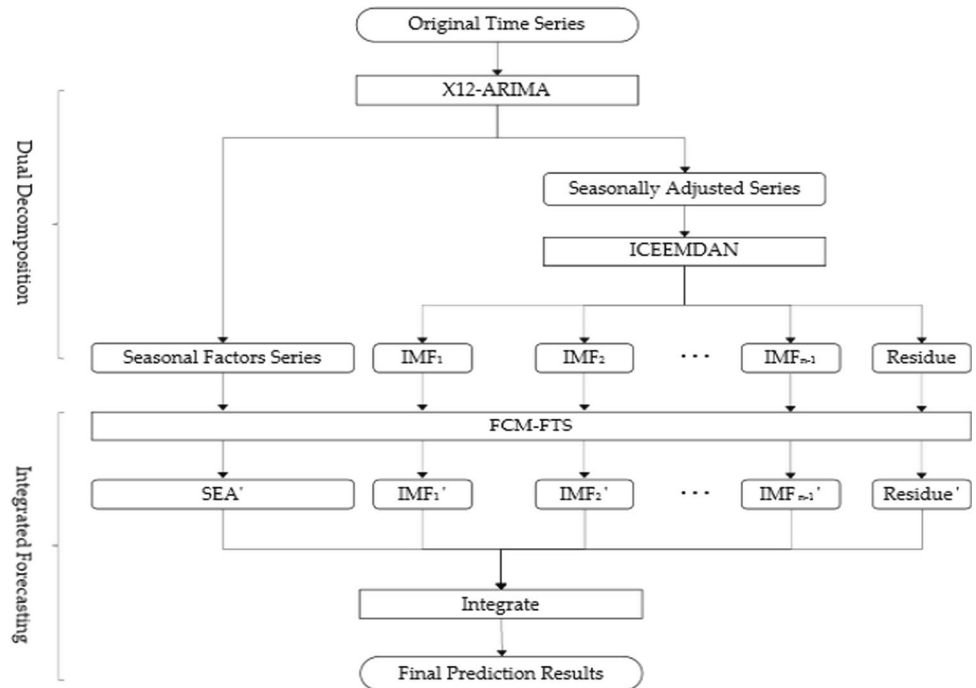 Original Time Series
X12-ARIMA
Dual Decomposition
Seasonally Adjusted Series
ICEEMDAN
Seasonal Factors Series
IMF₁
IMF₂
···
IMFₙ₋₁
Residue
FCM-FTS
Integrated Forecasting
SEA'
IMF₁'
IMF₂'
···
IMFₙ₋₁'
Residue'
Integrate
Final Prediction Results